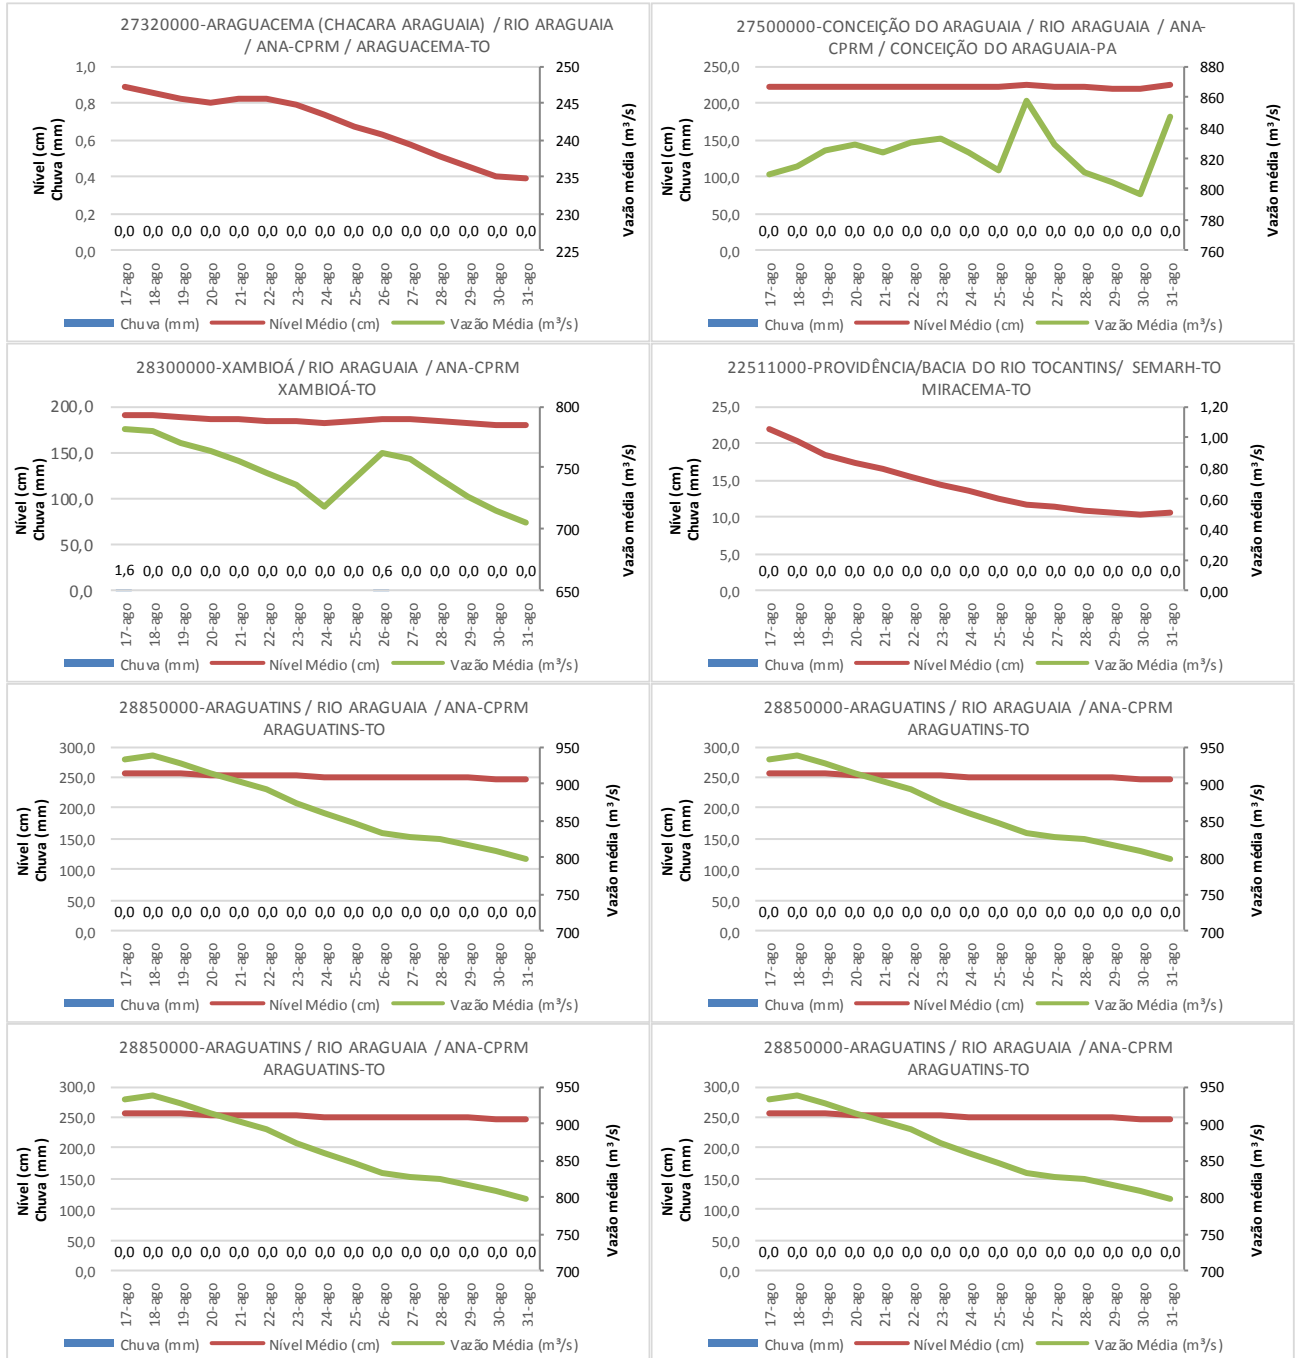 27320000-ARAGUACEMA (CHACARA ARAGUAIA) / RIO ARAGUAIA
/ ANA-CPRM / ARAGUACEMA-TO
1,0
0,8
0,6
0,4
0,2
0,0
250
245
240
235
230
225
Nível (cm)
Chuva (mm)
Vazão média (m³/s)
0,0 0,0 0,0 0,0 0,0 0,0 0,0 0,0 0,0 0,0 0,0 0,0 0,0 0,0 0,0
17-ago 18-ago 19-ago 20-ago 21-ago 22-ago 23-ago 24-ago 25-ago 26-ago 27-ago 28-ago 29-ago 30-ago 31-ago
Chuva (mm) Nível Médio (cm) Vazão Média (m³/s)
27500000-CONCEIÇÃO DO ARAGUAIA / RIO ARAGUAIA / ANA-
CPRM / CONCEIÇÃO DO ARAGUAIA-PA
250,0
200,0
150,0
100,0
50,0
0,0
880
860
840
820
800
780
760
Nível (cm)
Chuva (mm)
Vazão média (m³/s)
0,0 0,0 0,0 0,0 0,0 0,0 0,0 0,0 0,0 0,0 0,0 0,0 0,0 0,0 0,0
17-ago 18-ago 19-ago 20-ago 21-ago 22-ago 23-ago 24-ago 25-ago 26-ago 27-ago 28-ago 29-ago 30-ago 31-ago
Chuva (mm) Nível Médio (cm) Vazão Média (m³/s)
28300000-XAMBIOÁ / RIO ARAGUAIA / ANA-CPRM
XAMBIOÁ-TO
200,0
150,0
100,0
50,0
0,0
800
750
700
650
Nível (cm)
Chuva (mm)
Vazão média (m³/s)
1,6 0,0 0,0 0,0 0,0 0,0 0,0 0,0 0,0 0,6 0,0 0,0 0,0 0,0 0,0
17-ago 18-ago 19-ago 20-ago 21-ago 22-ago 23-ago 24-ago 25-ago 26-ago 27-ago 28-ago 29-ago 30-ago 31-ago
Chuva (mm) Nível Médio (cm) Vazão Média (m³/s)
22511000-PROVIDÊNCIA/BACIA DO RIO TOCANTINS/ SEMARH-TO
MIRACEMA-TO
25,0
20,0
15,0
10,0
5,0
0,0
1,20
1,00
0,80
0,60
0,40
0,20
0,00
Nível (cm)
Chuva (mm)
Vazão média (m³/s)
0,0 0,0 0,0 0,0 0,0 0,0 0,0 0,0 0,0 0,0 0,0 0,0 0,0 0,0 0,0
17-ago 18-ago 19-ago 20-ago 21-ago 22-ago 23-ago 24-ago 25-ago 26-ago 27-ago 28-ago 29-ago 30-ago 31-ago
Chuva (mm) Nível Médio (cm) Vazão Média (m³/s)
28850000-ARAGUATINS / RIO ARAGUAIA / ANA-CPRM
ARAGUATINS-TO
300,0
250,0
200,0
150,0
100,0
50,0
0,0
950
900
850
800
750
700
Nível (cm)
Chuva (mm)
Vazão média (m³/s)
0,0 0,0 0,0 0,0 0,0 0,0 0,0 0,0 0,0 0,0 0,0 0,0 0,0 0,0 0,0
17-ago 18-ago 19-ago 20-ago 21-ago 22-ago 23-ago 24-ago 25-ago 26-ago 27-ago 28-ago 29-ago 30-ago 31-ago
Chuva (mm) Nível Médio (cm) Vazão Média (m³/s)
28850000-ARAGUATINS / RIO ARAGUAIA / ANA-CPRM
ARAGUATINS-TO
300,0
250,0
200,0
150,0
100,0
50,0
0,0
950
900
850
800
750
700
Nível (cm)
Chuva (mm)
Vazão média (m³/s)
0,0 0,0 0,0 0,0 0,0 0,0 0,0 0,0 0,0 0,0 0,0 0,0 0,0 0,0 0,0
17-ago 18-ago 19-ago 20-ago 21-ago 22-ago 23-ago 24-ago 25-ago 26-ago 27-ago 28-ago 29-ago 30-ago 31-ago
Chuva (mm) Nível Médio (cm) Vazão Média (m³/s)
28850000-ARAGUATINS / RIO ARAGUAIA / ANA-CPRM
ARAGUATINS-TO
300,0
250,0
200,0
150,0
100,0
50,0
0,0
950
900
850
800
750
700
Nível (cm)
Chuva (mm)
Vazão média (m³/s)
0,0 0,0 0,0 0,0 0,0 0,0 0,0 0,0 0,0 0,0 0,0 0,0 0,0 0,0 0,0
17-ago 18-ago 19-ago 20-ago 21-ago 22-ago 23-ago 24-ago 25-ago 26-ago 27-ago 28-ago 29-ago 30-ago 31-ago
Chuva (mm) Nível Médio (cm) Vazão Média (m³/s)
28850000-ARAGUATINS / RIO ARAGUAIA / ANA-CPRM
ARAGUATINS-TO
300,0
250,0
200,0
150,0
100,0
50,0
0,0
950
900
850
800
750
700
Nível (cm)
Chuva (mm)
Vazão média (m³/s)
0,0 0,0 0,0 0,0 0,0 0,0 0,0 0,0 0,0 0,0 0,0 0,0 0,0 0,0 0,0
17-ago 18-ago 19-ago 20-ago 21-ago 22-ago 23-ago 24-ago 25-ago 26-ago 27-ago 28-ago 29-ago 30-ago 31-ago
Chuva (mm) Nível Médio (cm) Vazão Média (m³/s)